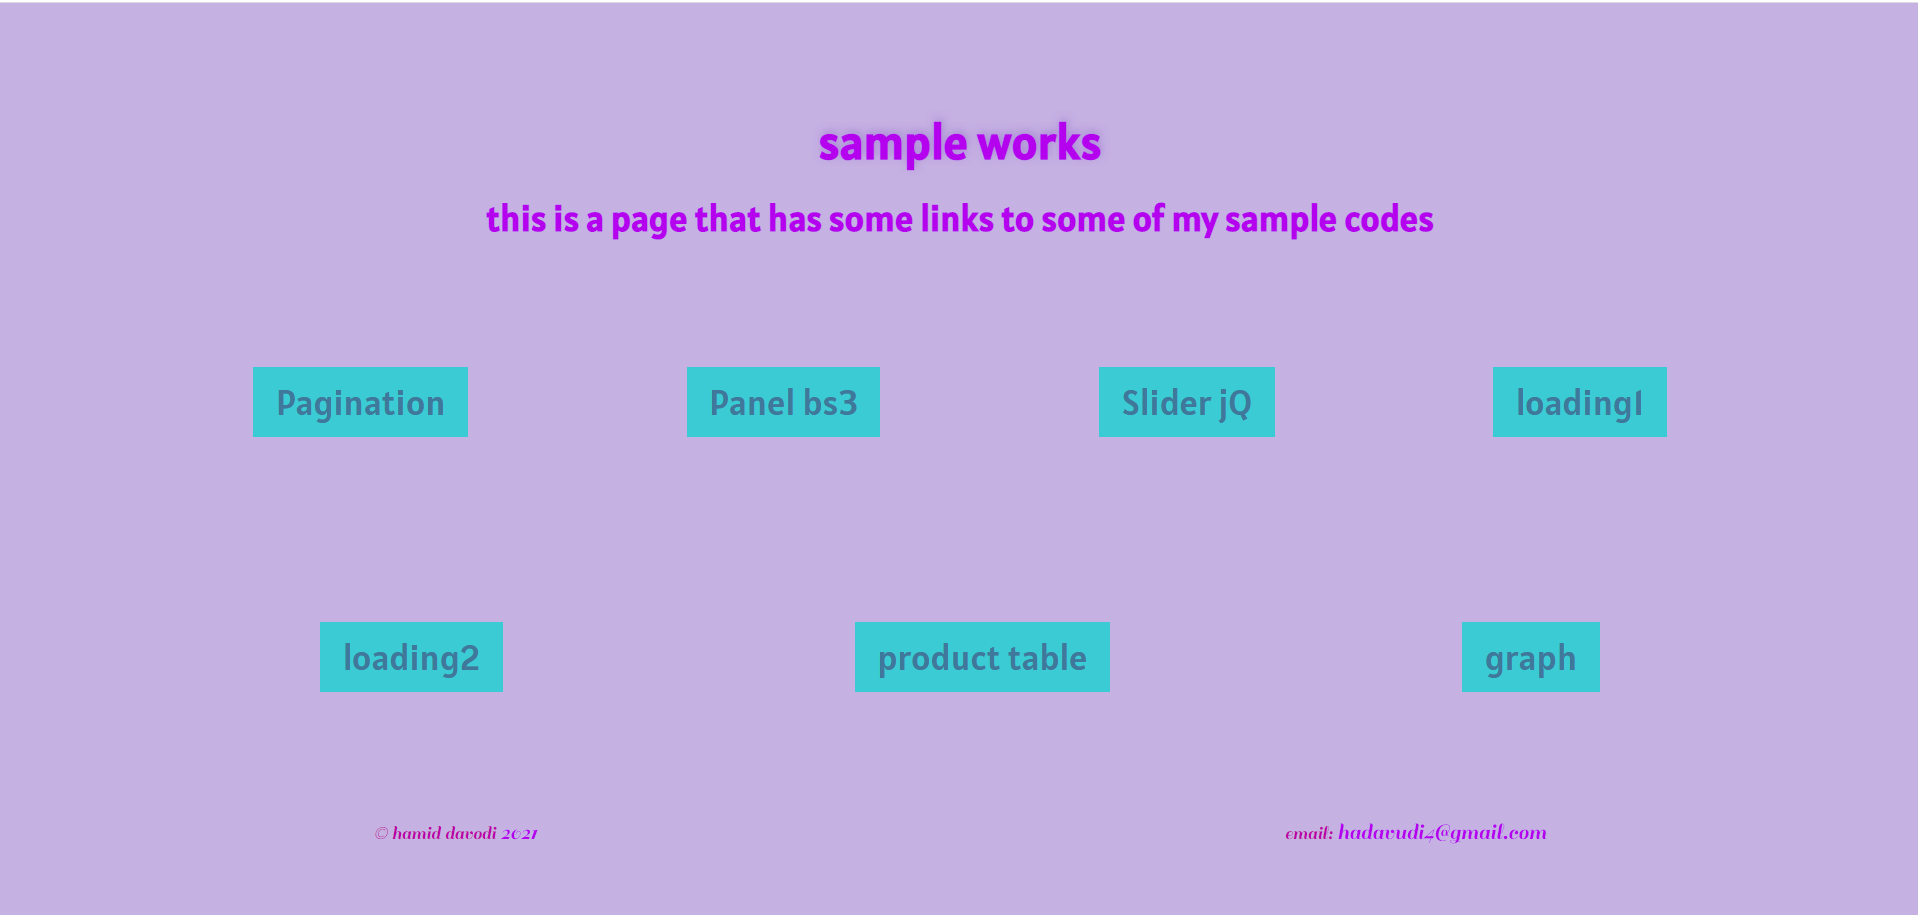 sample works
this is a page that has some links to some of my sample codes
Pagination
Panel bs3
Slider jQ
loading1
loading2
product table
graph
© hamid davodi 2021
email: hadavudi4@gmail.com